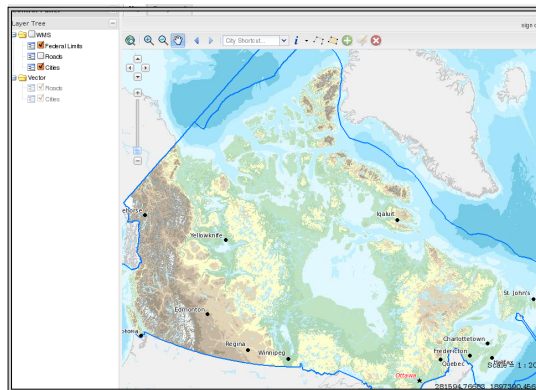 Layer Tree
sign o
WMS
Federal Limits
Roads
Cities
Vector
Roads
Cities
City Shortcut...
i
Iqaluit
Yellowknife
St. John's
Edmonton
Regina
Winnipeg
Charlottetown
Fredericton
Quebec
Halifax
Ottawa
Scale = 1 : 20